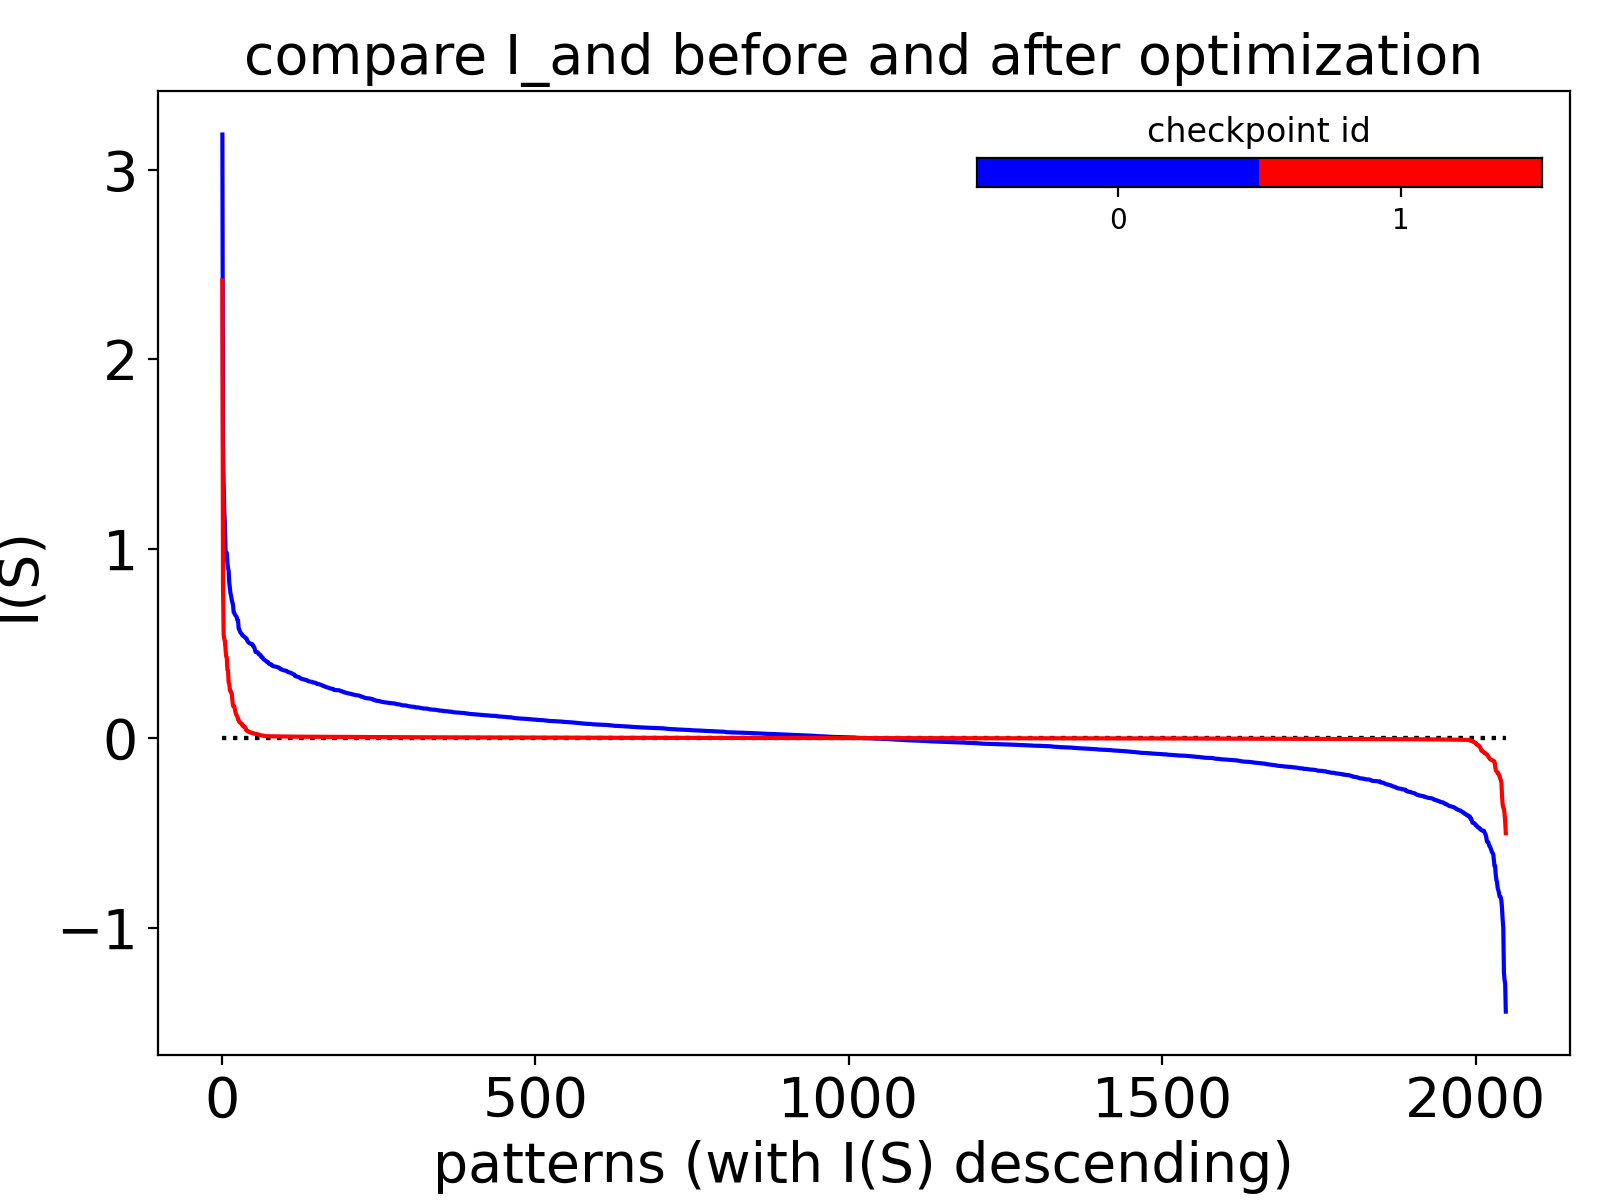 compare I_and before and after optimization
checkpoint id
0 1
3
2
1
0
−1
I(S)
0 500 1000 1500 2000
patterns (with I(S) descending)